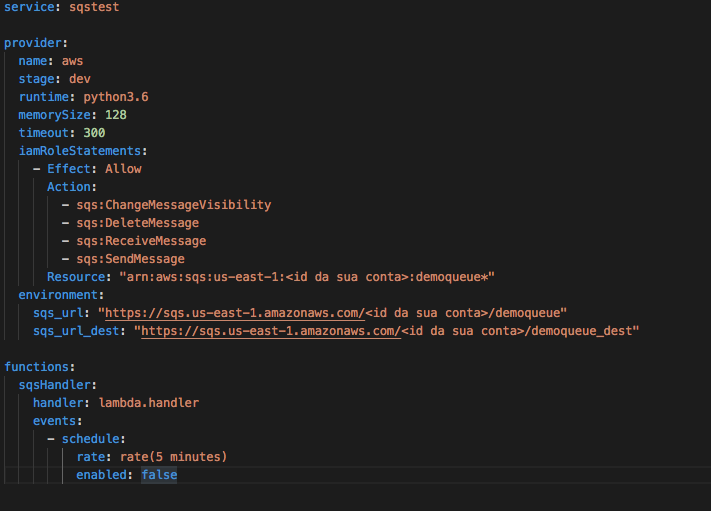 service: sqstest
provider:
name: aws
stage: dev
runtime: python3.6
memorySize: 128
timeout: 300
iamRoleStatements:
- Effect: Allow
Action:
- sqs:ChangeMessageVisibility
- sqs:DeleteMessage
- sqs:ReceiveMessage
- sqs:SendMessage
Resource: "arn:aws:sqs:us-east-1:<id da sua conta>:demoqueue*"
environment:
sqs_url: "https://sqs.us-east-1.amazonaws.com/<id da sua conta>/demoqueue"
sqs_url_dest: "https://sqs.us-east-1.amazonaws.com/<id da sua conta>/demoqueue_dest"
functions:
sqsHandler:
handler: lambda.handler
events:
- schedule:
rate: rate(5 minutes)
enabled: false